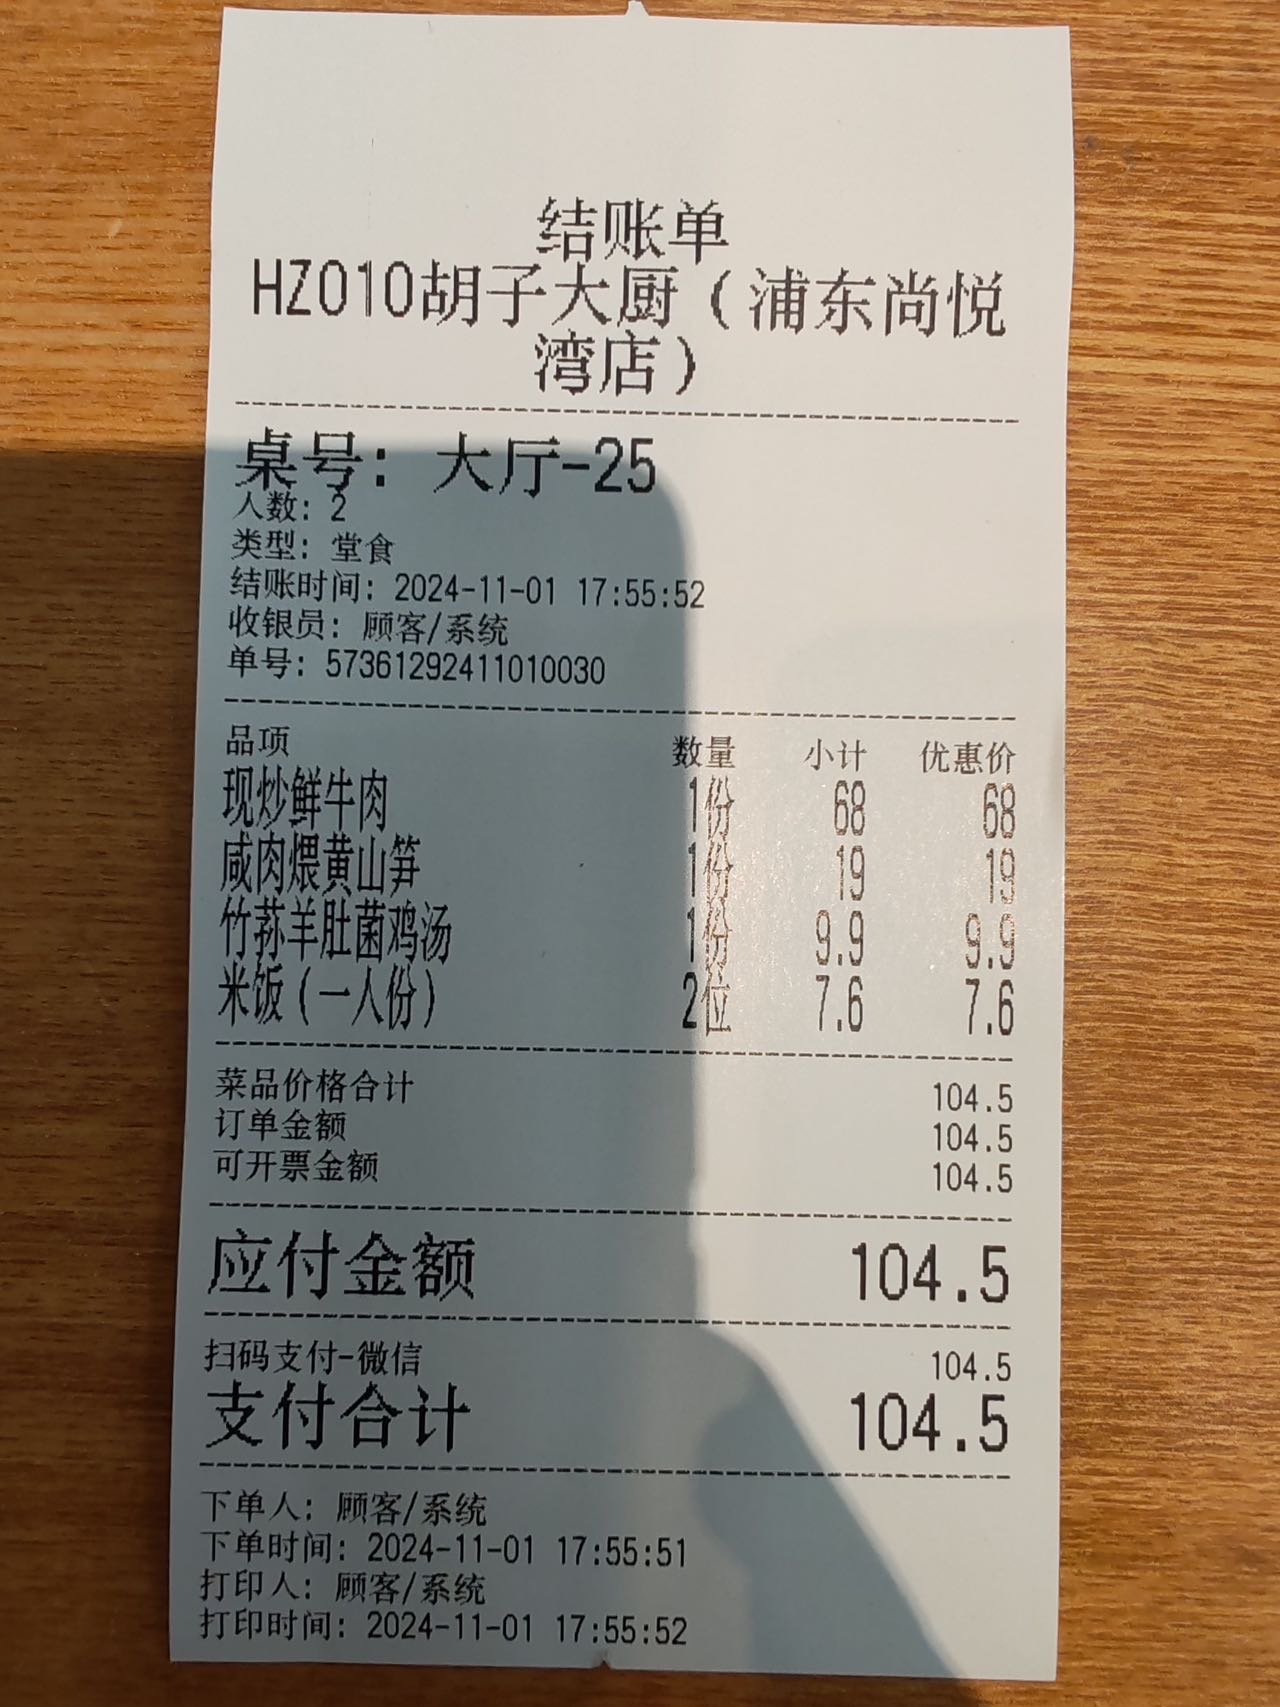 结账单
HZ010胡子大厨（浦东尚悦
湾店）
桌号：大厅-25
人数：2
类型：堂食
结账时间：2024-11-01 17:55:52
收银员：顾客/系统
单号：57361292411010030
品项 数量 小计 优惠价
现炒鲜牛肉 1份 68 68
咸肉煨黄山笋 1份 19 19
竹荪羊肚菌鸡汤 1份 9.9 9.9
米饭（一人份） 2位 7.6 7.6
菜品价格合计 104.5
订单金额 104.5
可开票金额 104.5
应付金额 104.5
扫码支付-微信 104.5
支付合计 104.5
下单人：顾客/系统
下单时间：2024-11-01 17:55:51
打印人：顾客/系统
打印时间：2024-11-01 17:55:52